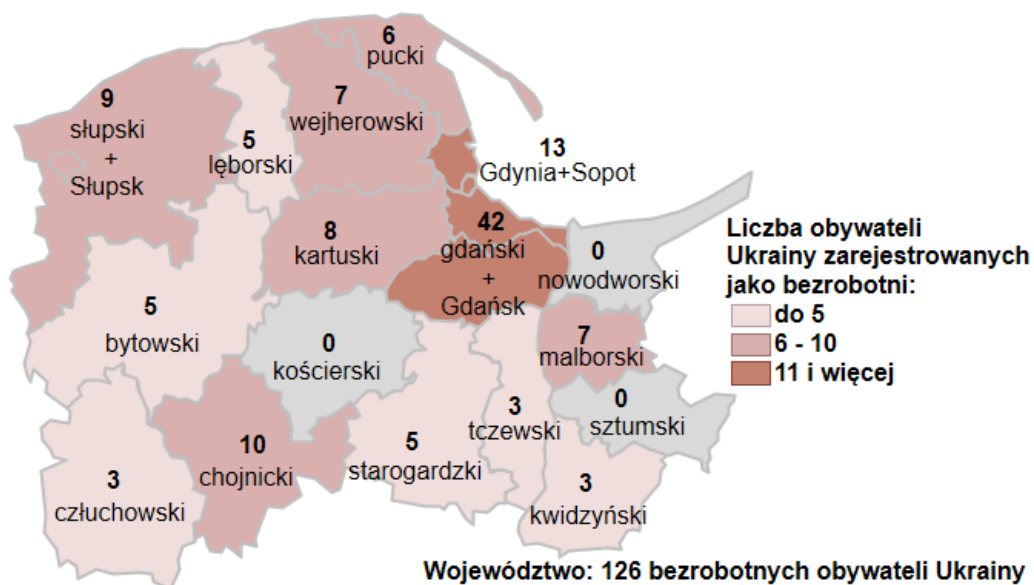 6
pucki
9
słupski
+
Słupsk
7
wejherowski
5
lęborski
13
Gdynia+Sopot
8
kartuski
42
gdański
+
Gdańsk
0
nowodworski
5
bytowski
0
kościerski
7
malborski
0
sztumski
3
tczewski
5
starogardzki
10
chojnicki
3
człuchowski
3
kwidzyński
Liczba obywateli
Ukrainy zarejestrowanych
jako bezrobotni:
do 5
6 - 10
11 i więcej
Województwo: 126 bezrobotnych obywateli Ukrainy